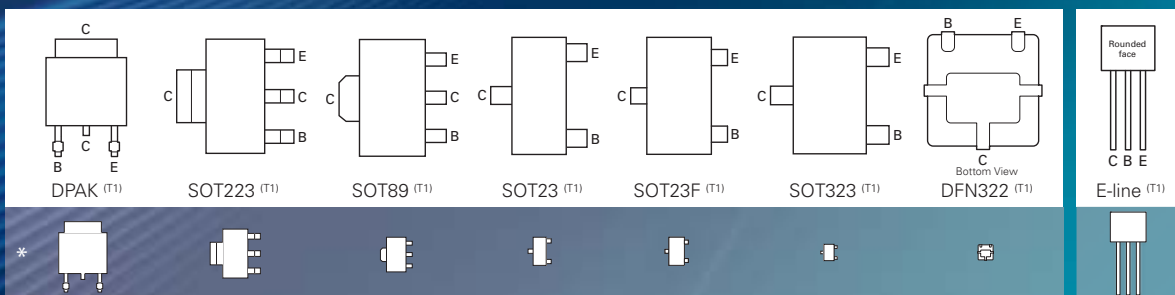 C
C
B E
DPAK (T1)
C
E
C
B
SOT223 (T1)
C
E
C
B
SOT89 (T1)
C
E
B
SOT23 (T1)
C
E
B
SOT23F (T1)
C
E
B
SOT323 (T1)
B E
C
Bottom View
DFN322 (T1)
Rounded
face
C B E
E-line (T1)
*